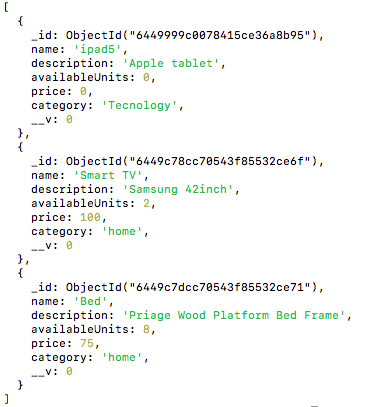 [
  {
    _id: ObjectId("6449999c0078415ce36a8b95"),
    name: 'ipad5',
    description: 'Apple tablet',
    availableUnits: 0,
    price: 0,
    category: 'Tecnology',
    __v: 0
  },
  {
    _id: ObjectId("6449c78cc70543f85532ce6f"),
    name: 'Smart TV',
    description: 'Samsung 42inch',
    availableUnits: 2,
    price: 100,
    category: 'home',
    __v: 0
  },
  {
    _id: ObjectId("6449c7dcc70543f85532ce71"),
    name: 'Bed',
    description: 'Priage Wood Platform Bed Frame',
    availableUnits: 8,
    price: 75,
    category: 'home',
    __v: 0
  }
]